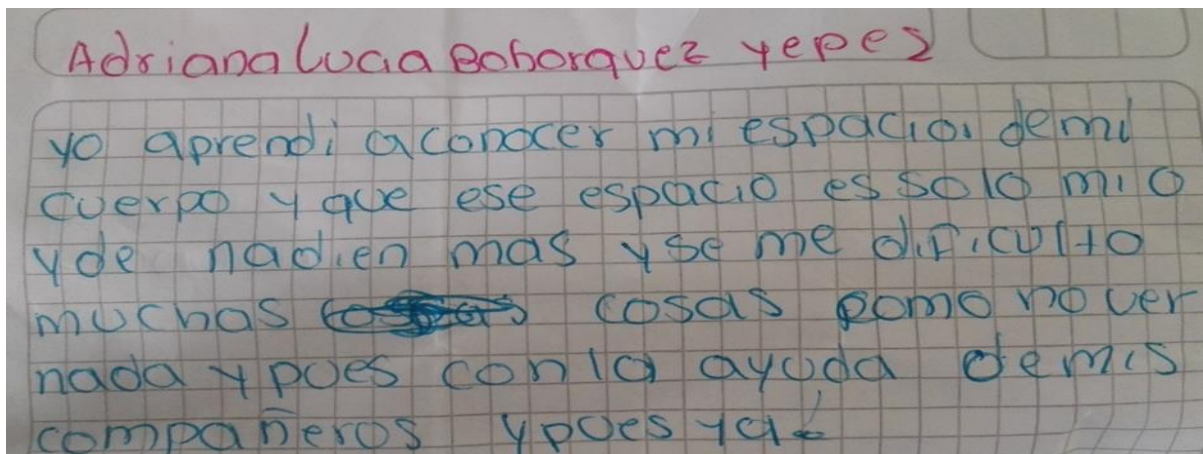 Adriana Lucia Bohorquez yepez
yo aprendi a conocer mi espacio, de mi
cuerpo y que ese espacio es solo mio
y de nadien mas y se me dificulto
muchas cosas como no ver
nada y pues con la ayuda de mis
compañeros y pues ya!